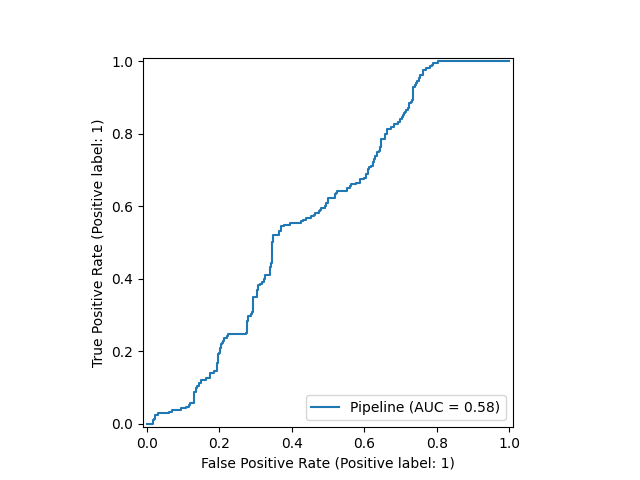 1.0
0.8
0.6
0.4
0.2
0.0
True Positive Rate (Positive label: 1)
Pipeline (AUC = 0.58)
0.0 0.2 0.4 0.6 0.8 1.0
False Positive Rate (Positive label: 1)